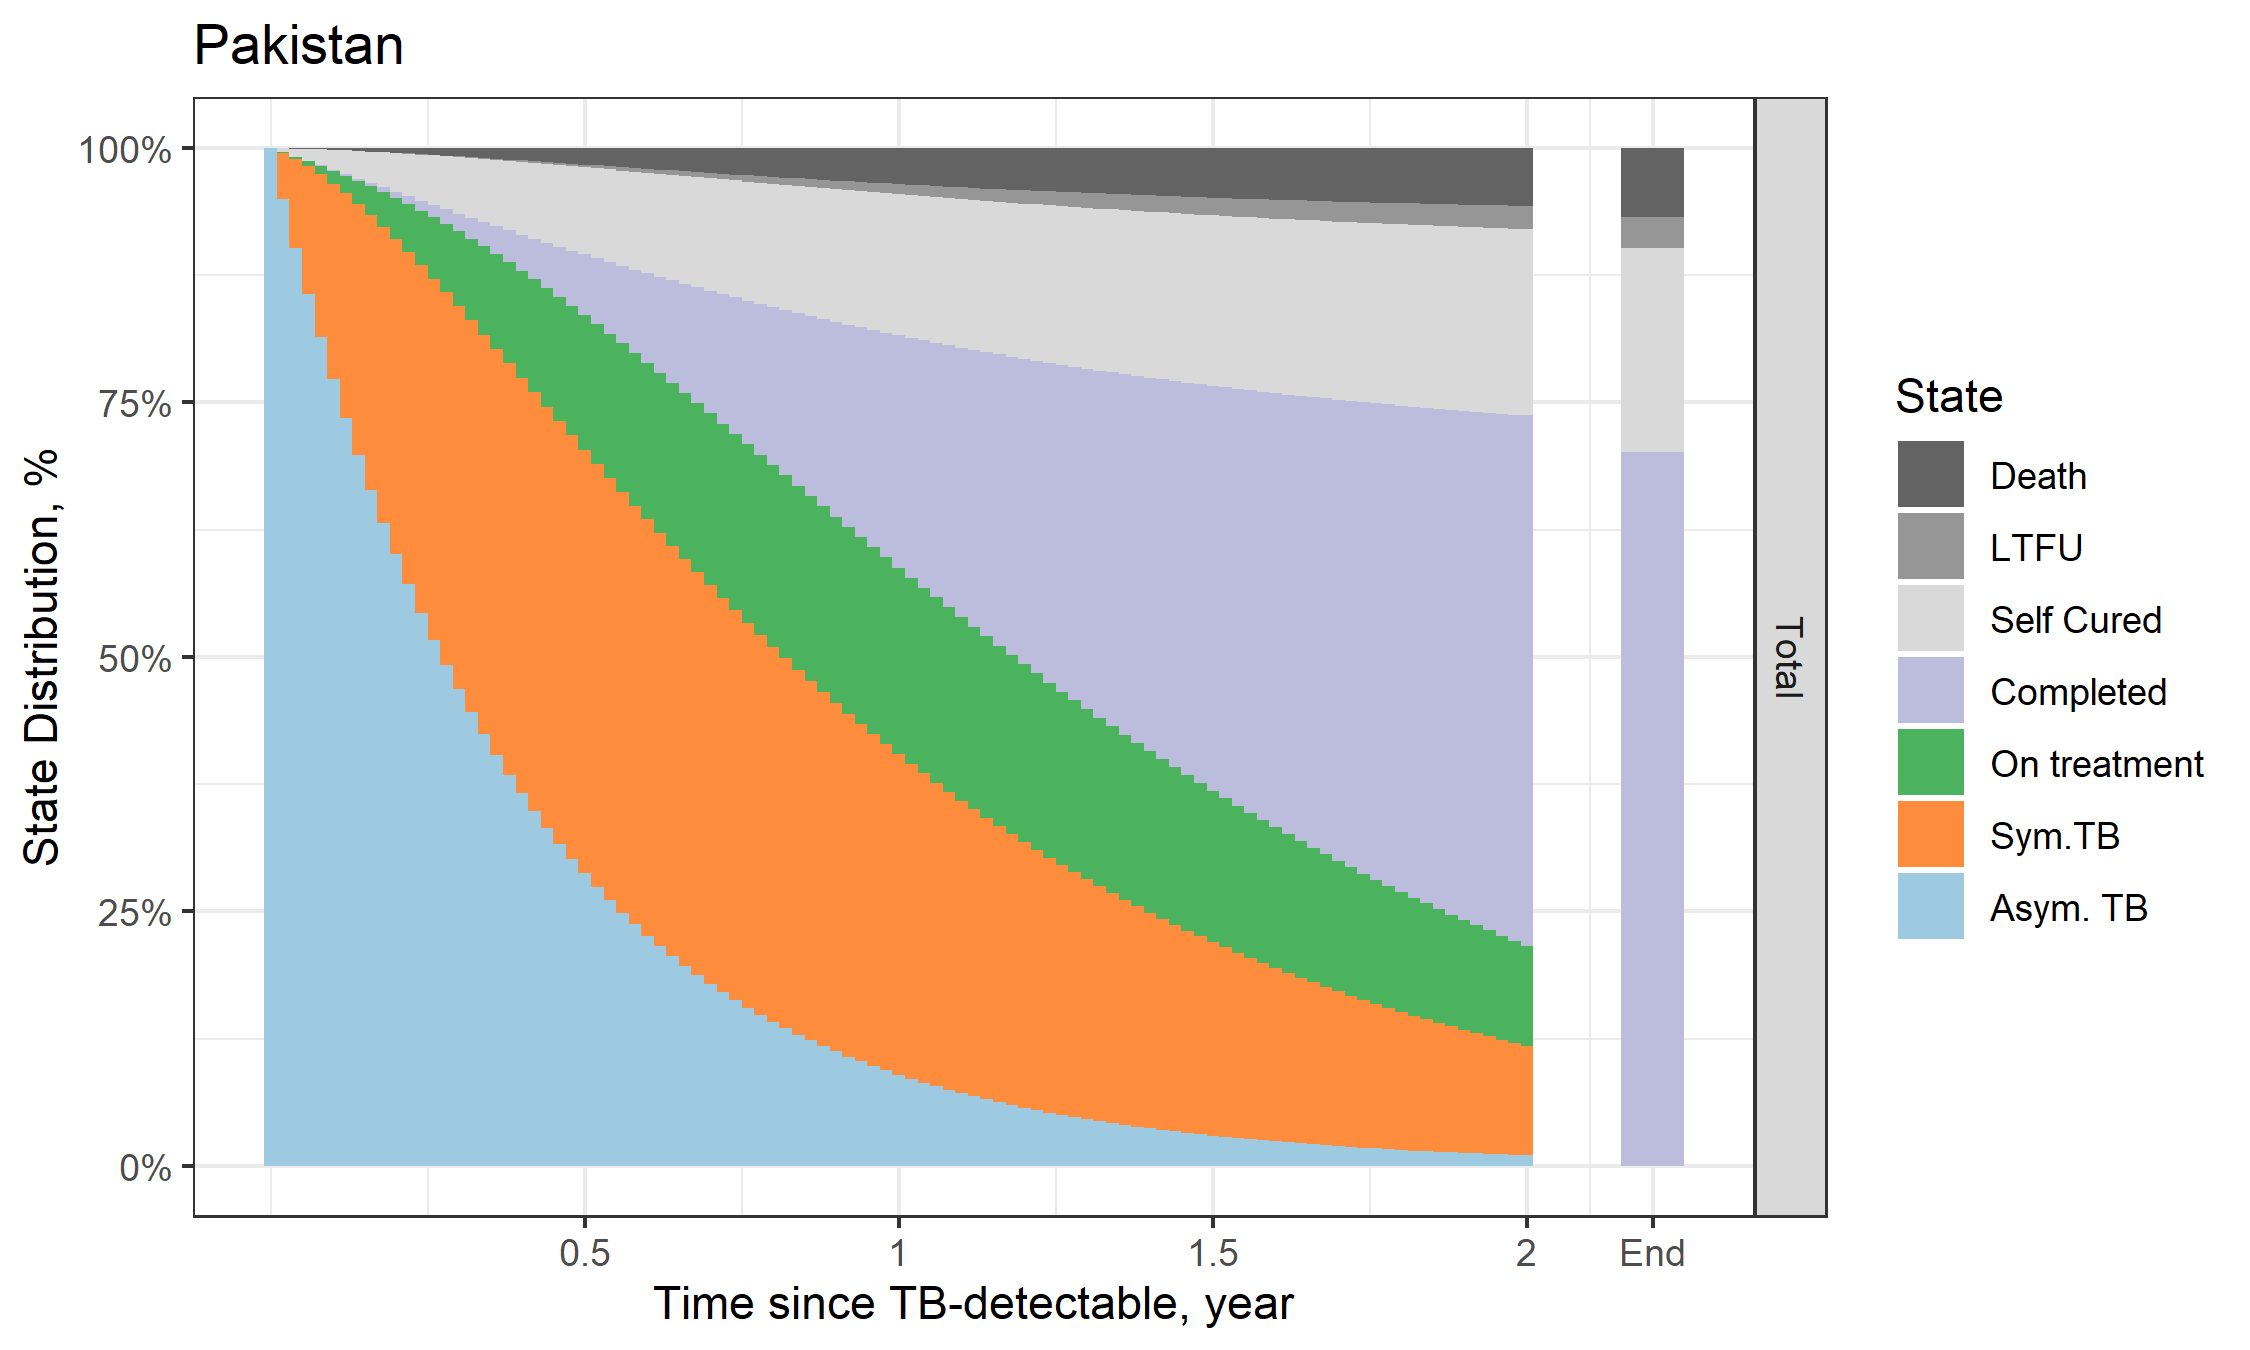 Pakistan
State Distribution, %
100%
75%
50%
25%
0%
0.5
1
1.5
2
End
Time since TB-detectable, year
Total
State
Death
LTFU
Self Cured
Completed
On treatment
Sym.TB
Asym. TB